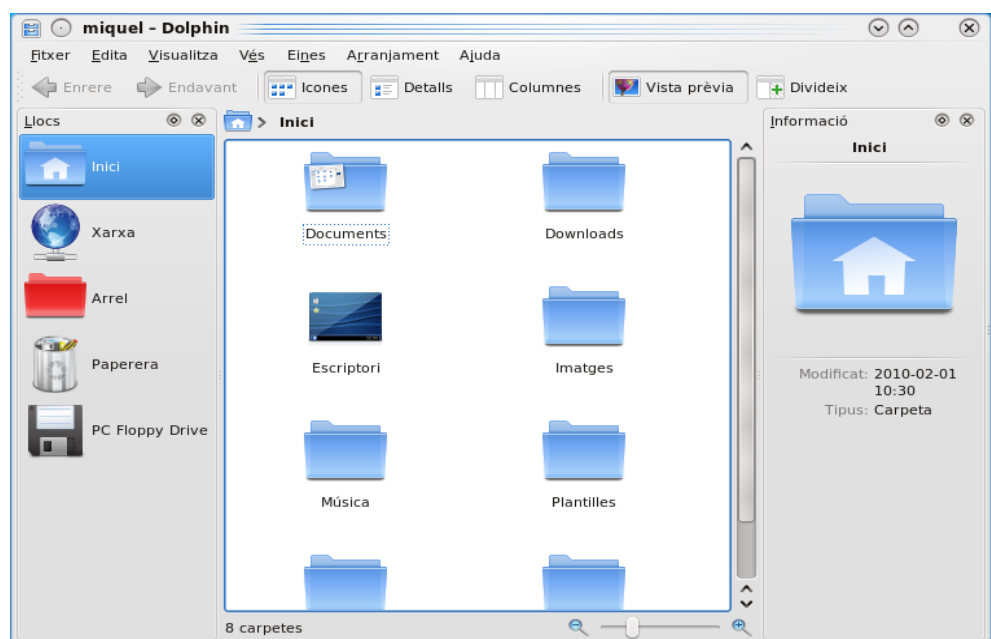 miquel – Dolphin
Fitxer Edita Visualitza Vés Eines Arranjament Ajuda
Enrere Endavant Icones Detalls Columnes Vista prèvia Divideix
Llocs
Inici
Xarxa
Arrel
Paperera
PC Floppy Drive
> Inici
Documents Downloads
Escriptori Imatges
Música Plantilles
8 carpetes
Informació
Inici
Modificat: 2010-02-01
10:30
Tipus: Carpeta